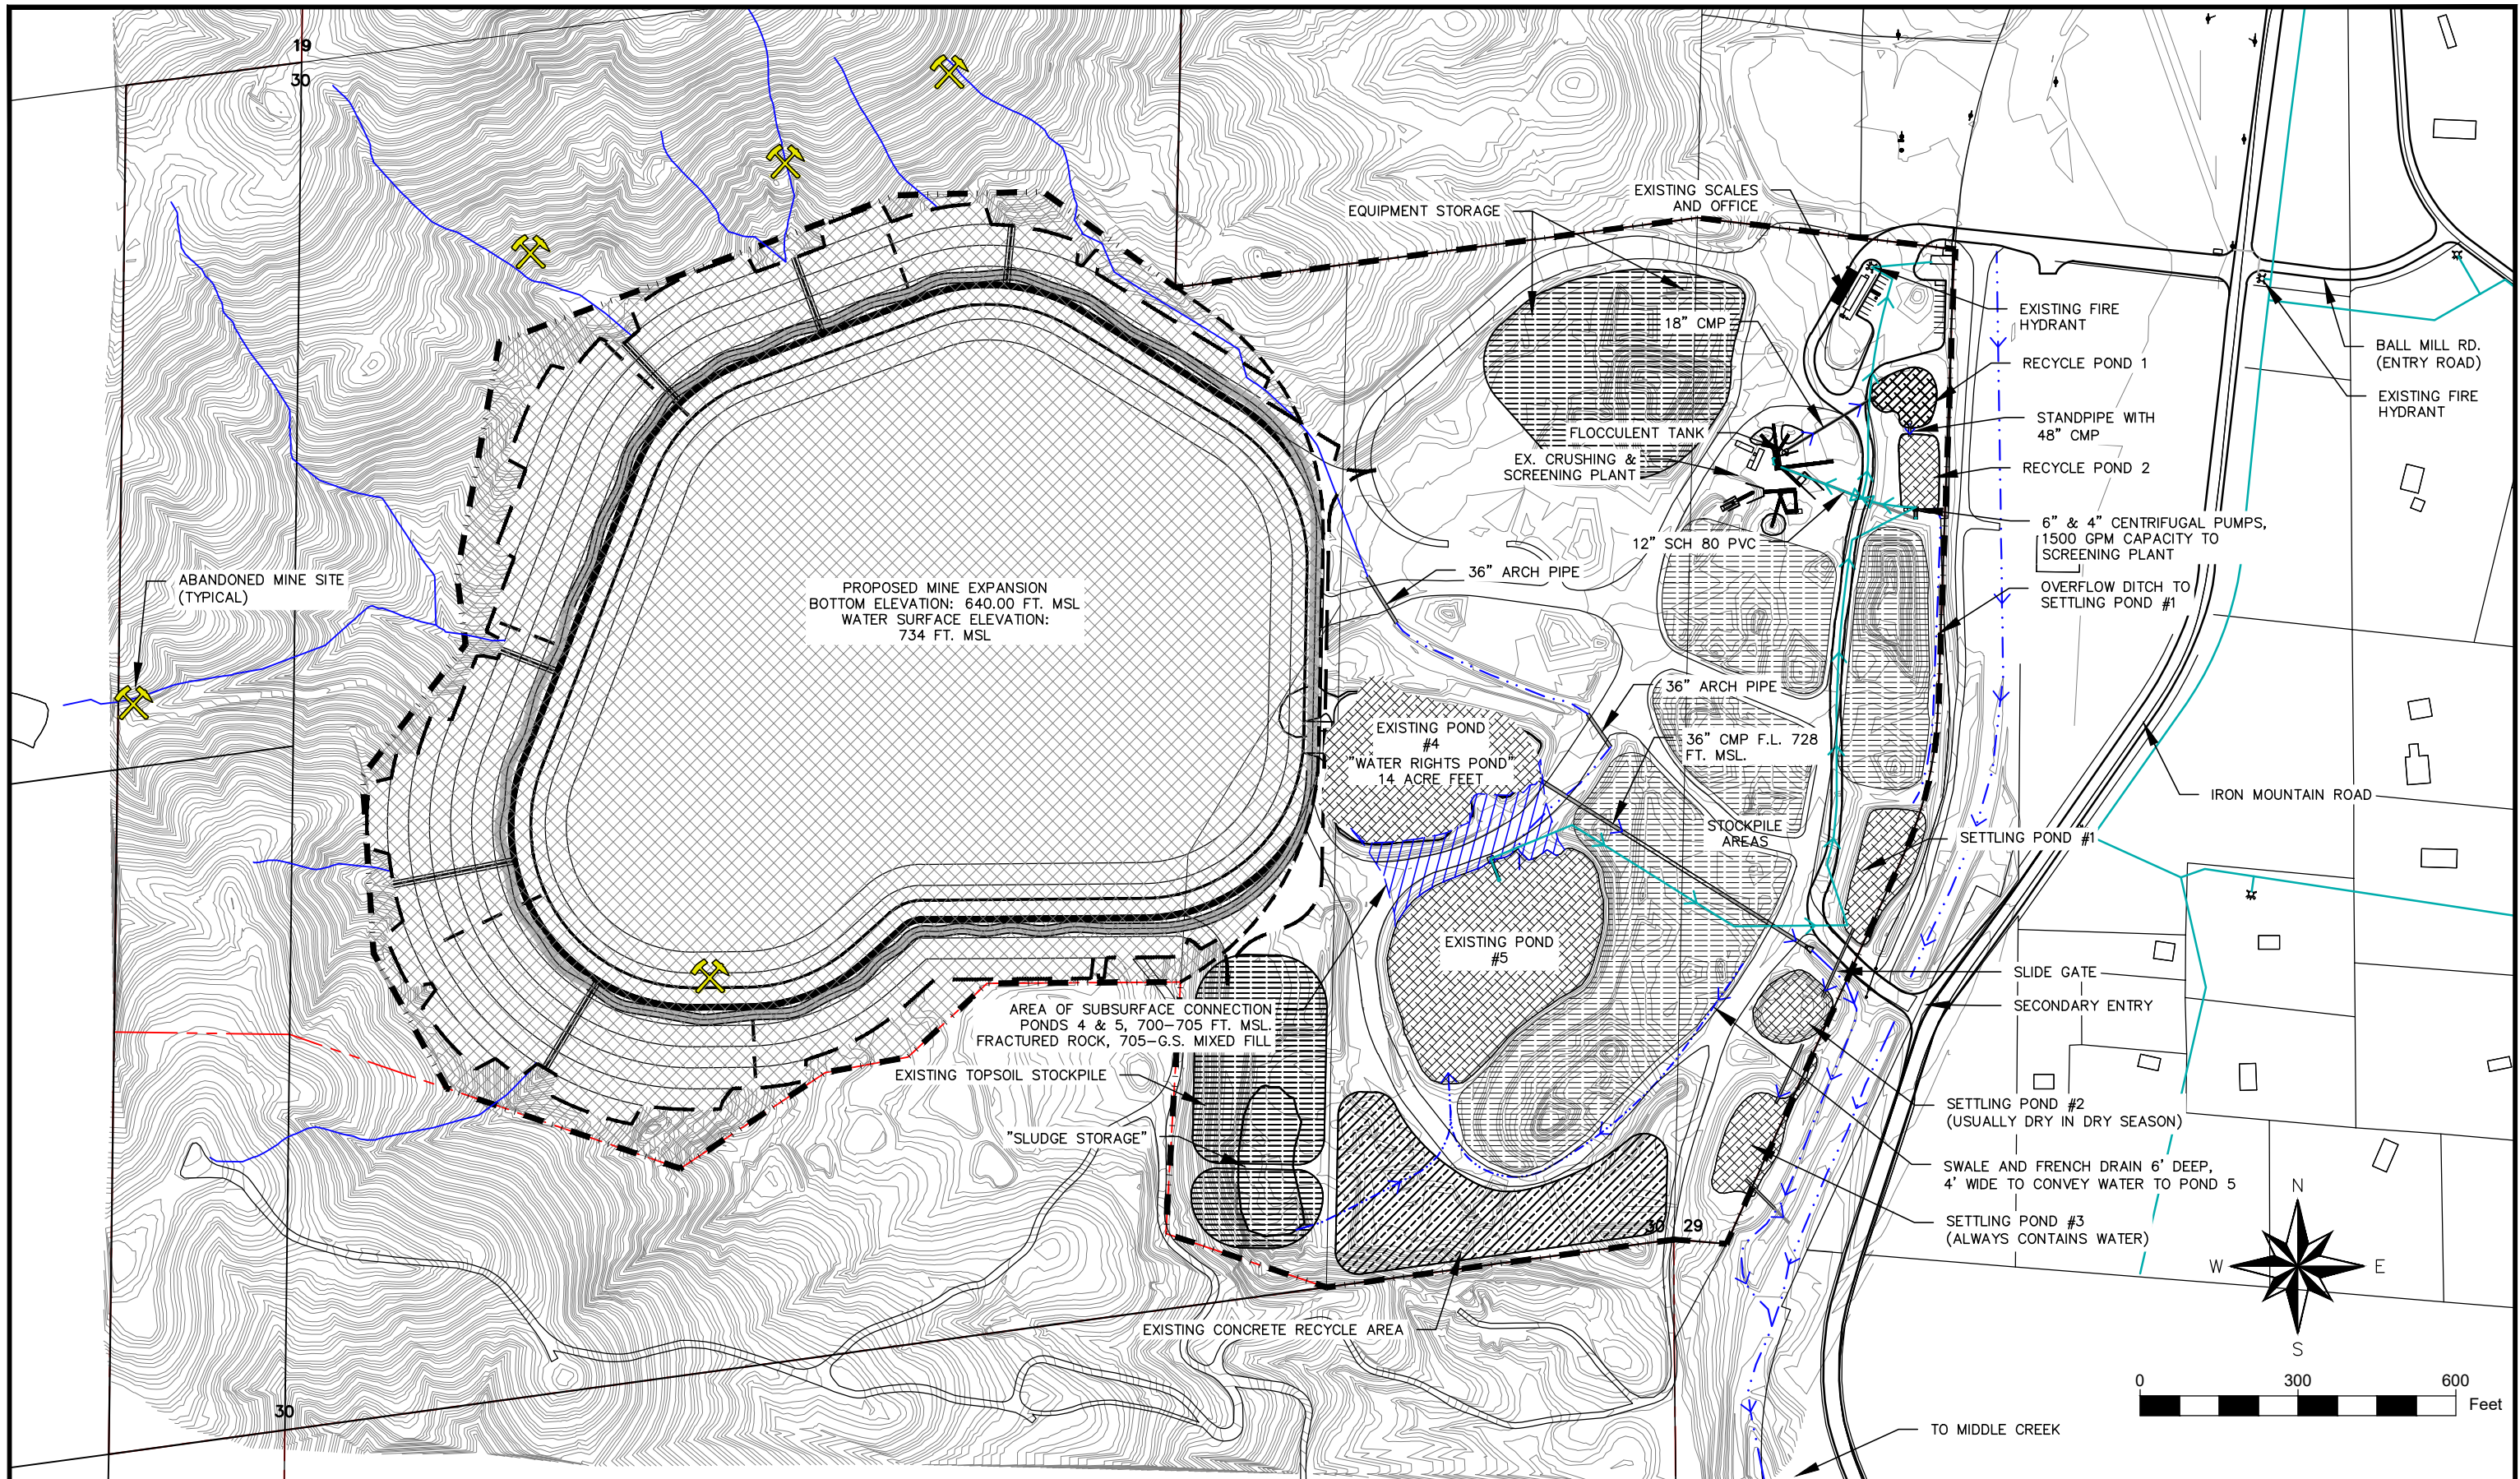 19
30
EXISTING SCALES
AND OFFICE
EQUIPMENT STORAGE
18" CMP
EXISTING FIRE
HYDRANT
BALL MILL RD.
(ENTRY ROAD)
RECYCLE POND 1
EXISTING FIRE
HYDRANT
STANDPIPE WITH
48" CMP
FLOCCULENT TANK
EX. CRUSHING &
SCREENING PLANT
RECYCLE POND 2
6" & 4" CENTRIFUGAL PUMPS,
1500 GPM CAPACITY TO
SCREENING PLANT
12" SCH 80 PVC
36" ARCH PIPE
ABANDONED MINE SITE
(TYPICAL)
PROPOSED MINE EXPANSION
BOTTOM ELEVATION: 640.00 FT. MSL
WATER SURFACE ELEVATION:
734 FT. MSL
OVERFLOW DITCH TO
SETTLING POND #1
36" ARCH PIPE
EXISTING POND
#4
"WATER RIGHTS POND"
14 ACRE FEET
36" CMP F.L. 728
FT. MSL.
IRON MOUNTAIN ROAD
STOCKPILE
AREAS
SETTLING POND #1
EXISTING POND
#5
SLIDE GATE
SECONDARY ENTRY
AREA OF SUBSURFACE CONNECTION
PONDS 4 & 5, 700-705 FT. MSL.
FRACTURED ROCK, 705-G.S. MIXED FILL
EXISTING TOPSOIL STOCKPILE
SETTLING POND #2
(USUALLY DRY IN DRY SEASON)
"SLUDGE STORAGE"
SWALE AND FRENCH DRAIN 6' DEEP,
4' WIDE TO CONVEY WATER TO POND 5
SETTLING POND #3
(ALWAYS CONTAINS WATER)
30 29
N
W E
S
EXISTING CONCRETE RECYCLE AREA
0 300 600
Feet
30
TO MIDDLE CREEK